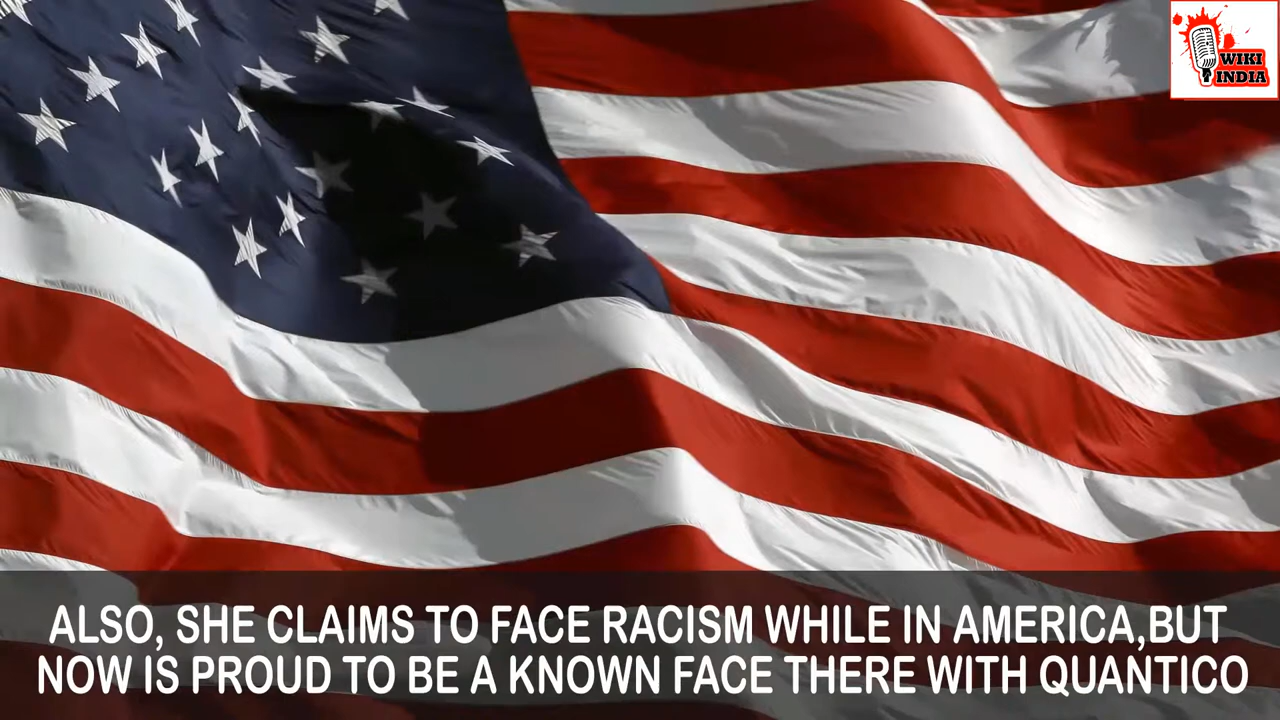 WIKI
INDIA
ALSO, SHE CLAIMS TO FACE RACISM WHILE IN AMERICA,BUT
NOW IS PROUD TO BE A KNOWN FACE THERE WITH QUANTICO